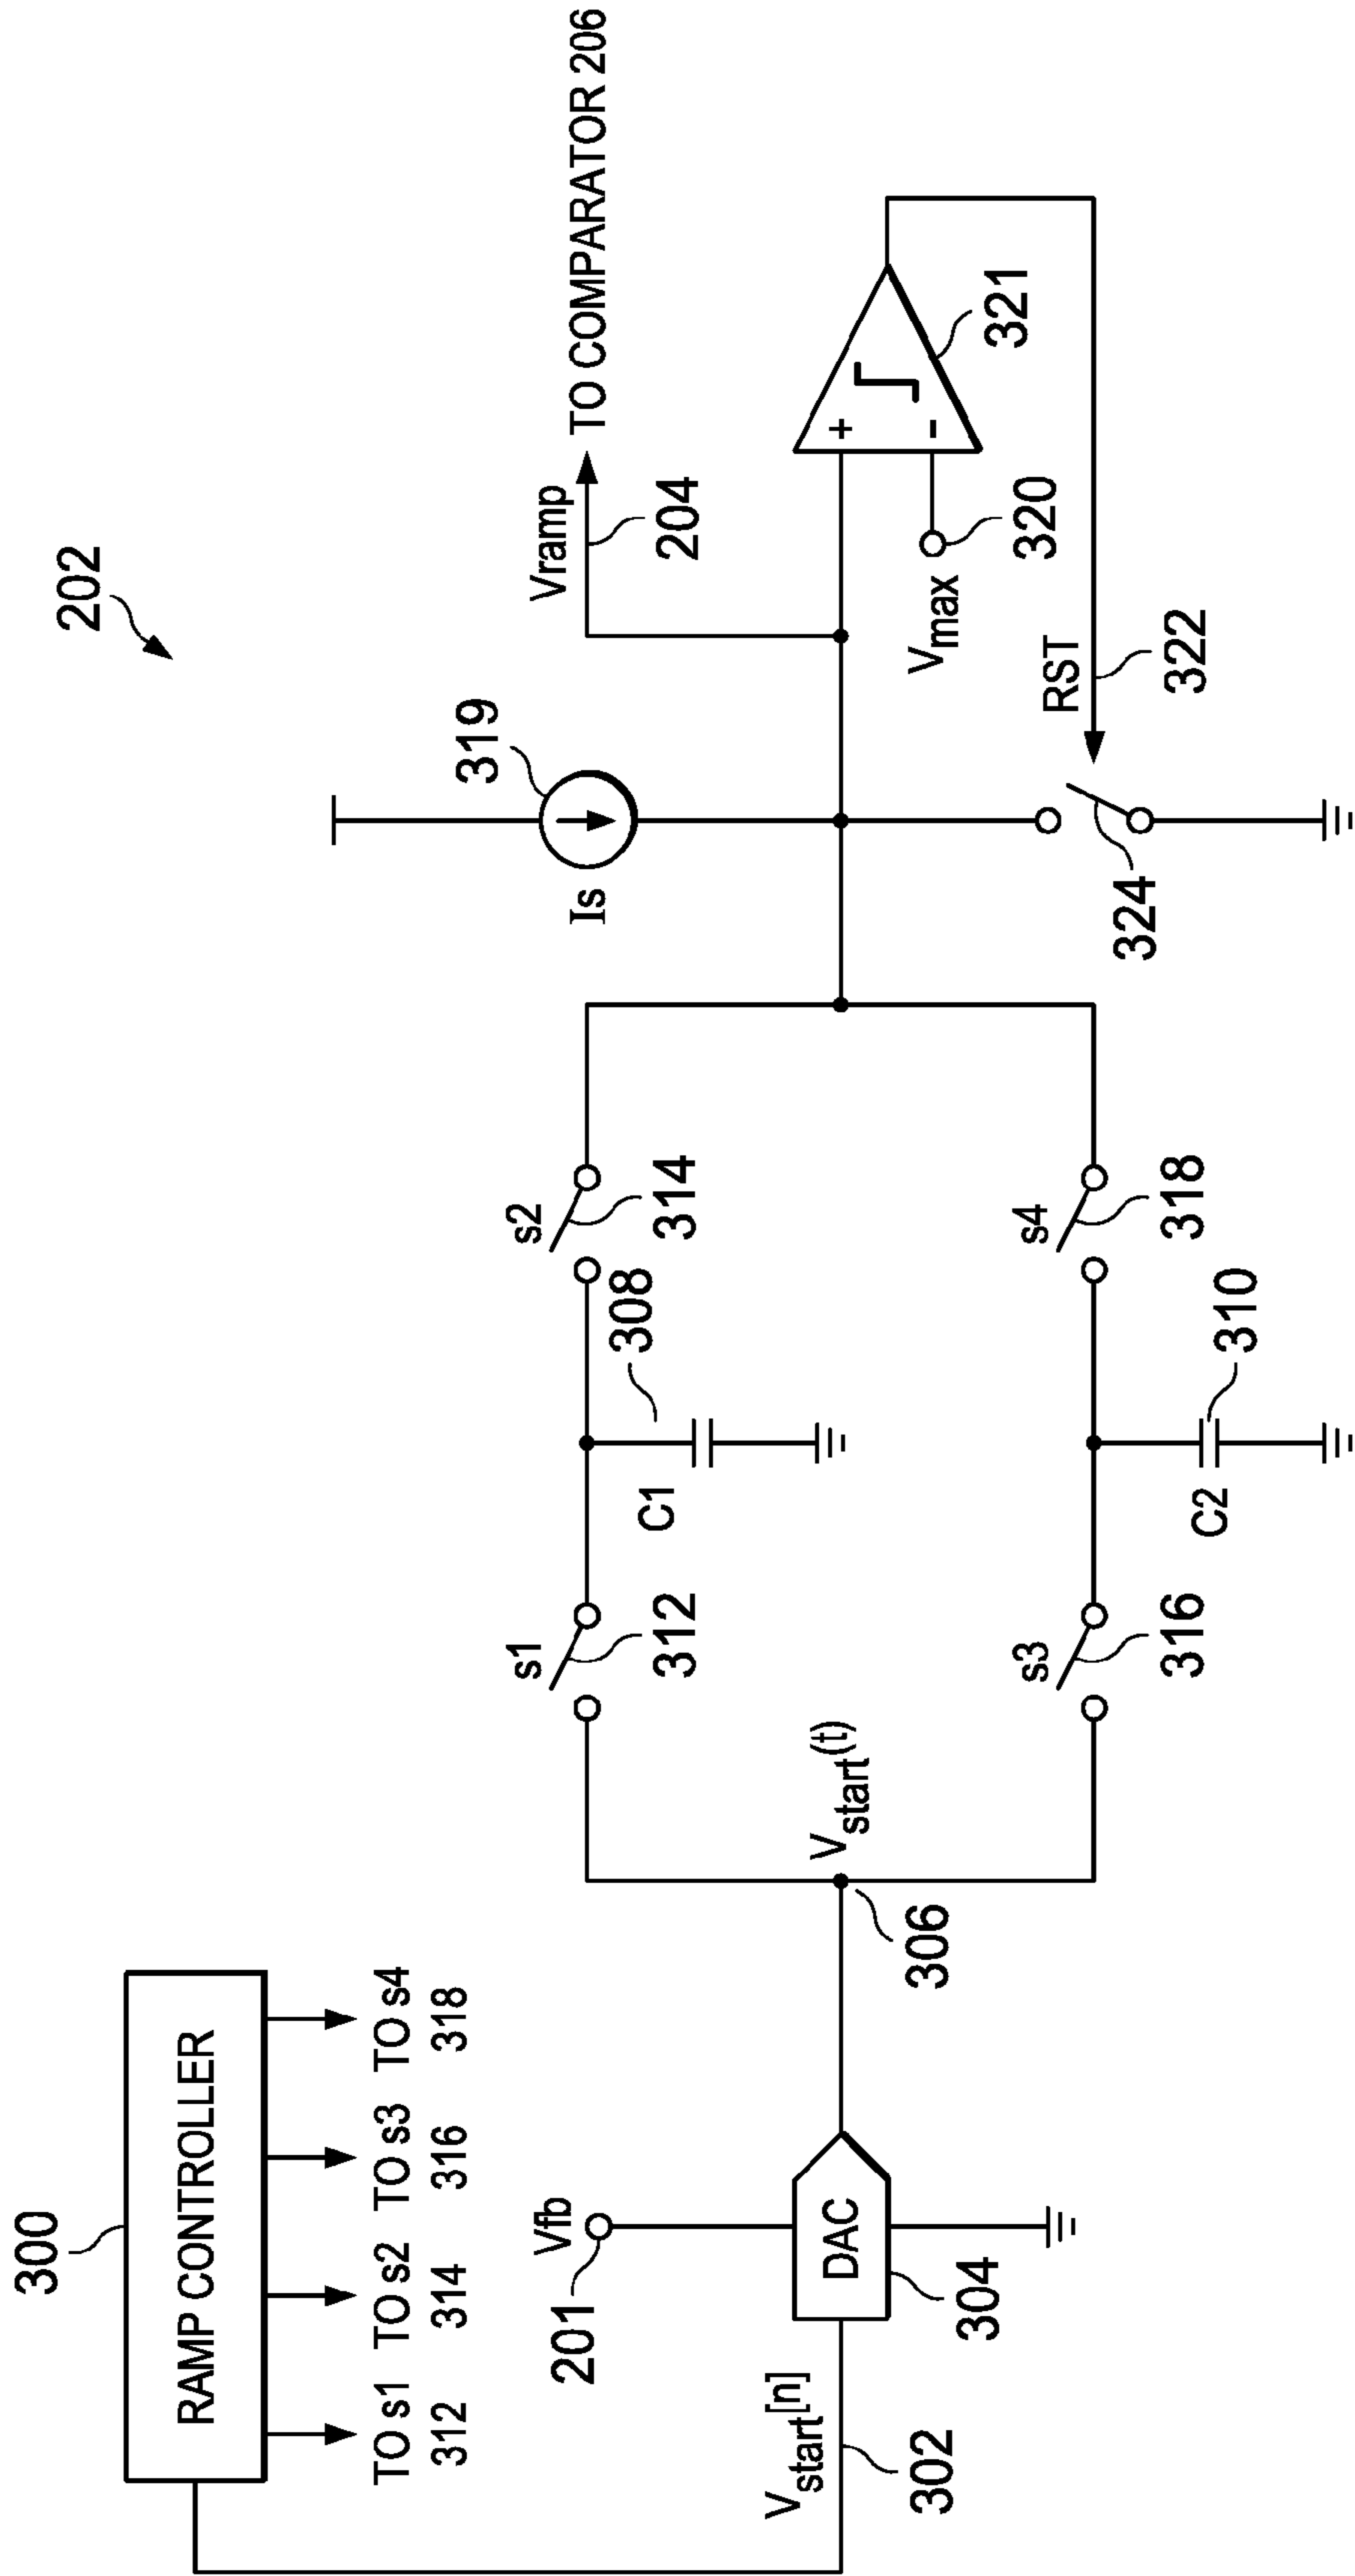 202
300
RAMP CONTROLLER
TO s1
312
TO s2
314
TO s3
316
TO s4
318
Vfb
201
Vstart[n]
302
DAC
304
Vstart(t)
306
s1
312
s2
314
C1
308
s3
316
s4
318
C2
310
Is
319
Vramp
TO COMPARATOR 206
204
+
-
321
Vmax
320
RST
322
324